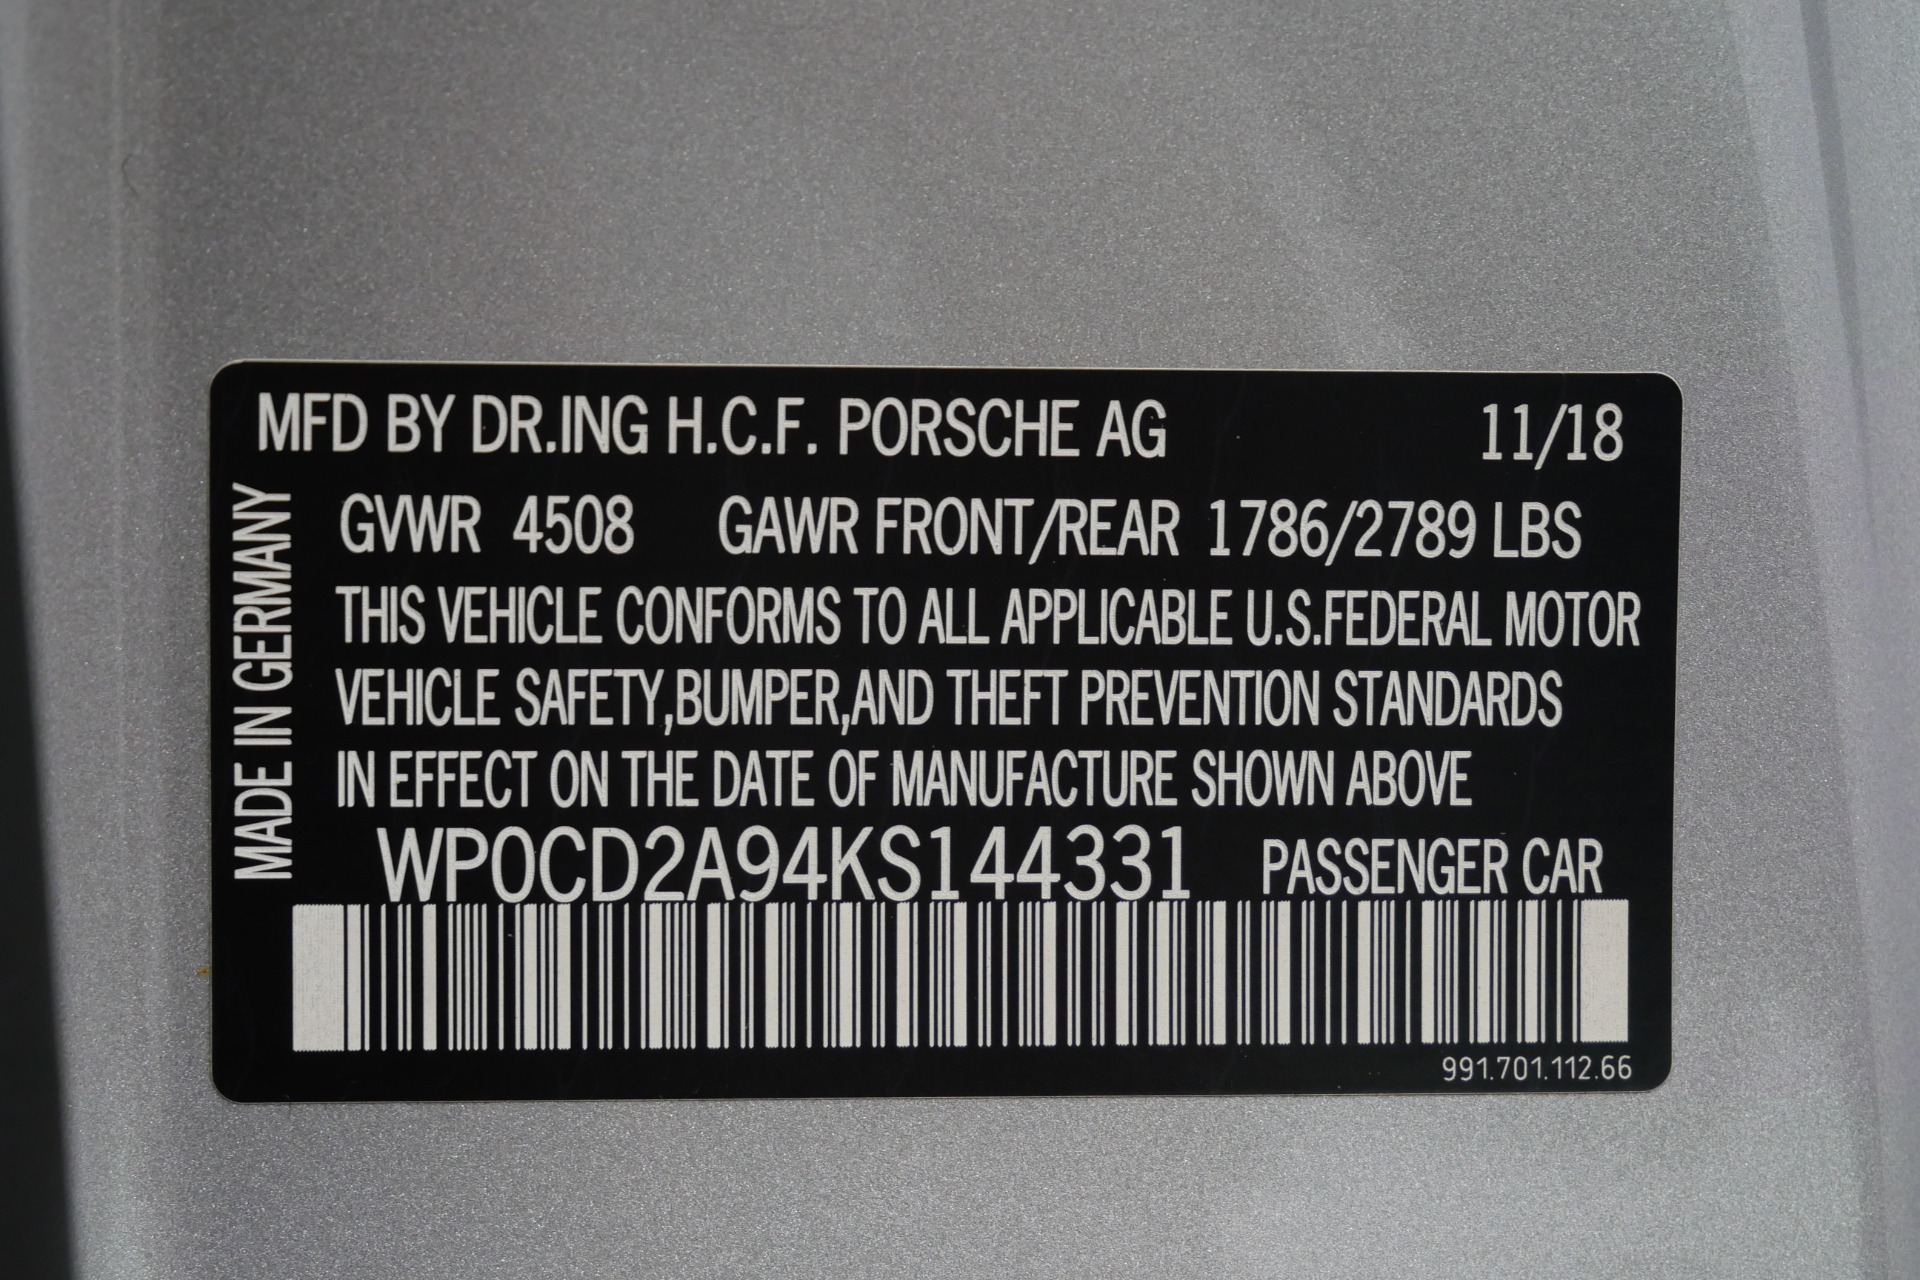 MFD BY DR.ING H.C.F. PORSCHE AG 11/18
MADE IN GERMANY
GVWR 4508 GAWR FRONT/REAR 1786/2789 LBS
THIS VEHICLE CONFORMS TO ALL APPLICABLE U.S.FEDERAL MOTOR
VEHICLE SAFETY,BUMPER,AND THEFT PREVENTION STANDARDS
IN EFFECT ON THE DATE OF MANUFACTURE SHOWN ABOVE
WP0CD2A94KS144331 PASSENGER CAR
991.701.112.66